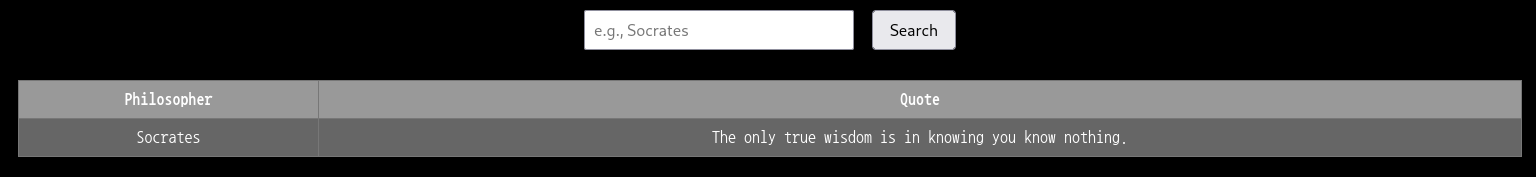 e.g., Socrates Search
Philosopher Quote
Socrates The only true wisdom is in knowing you know nothing.